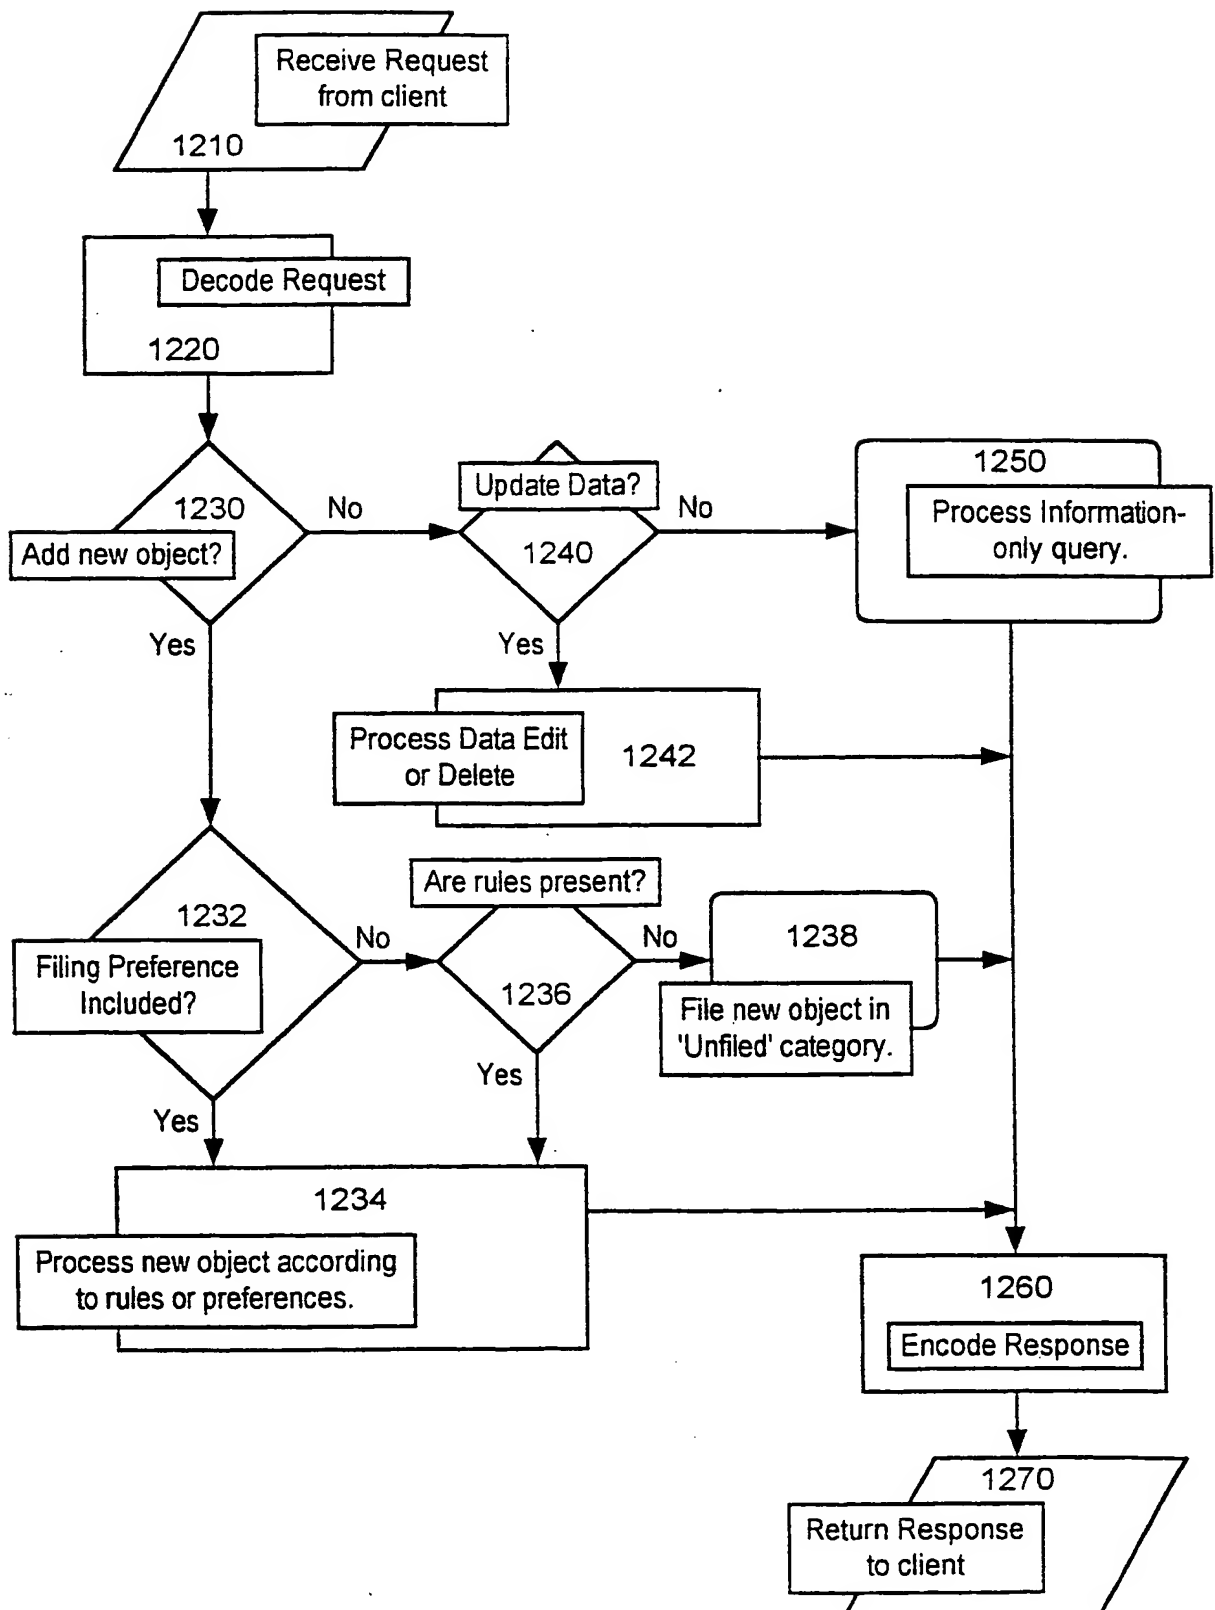 Receive Request
from client
1210
Decode Request
1220
1230
Add new object?
No
Yes
Update Data?
1240
No
Yes
1250
Process Information-
only query.
Process Data Edit
or Delete
1242
1232
Filing Preference
Included?
No
Yes
Are rules present?
1236
No
Yes
1238
File new object in
'Unfiled' category.
1234
Process new object according
to rules or preferences.
1260
Encode Response
1270
Return Response
to client